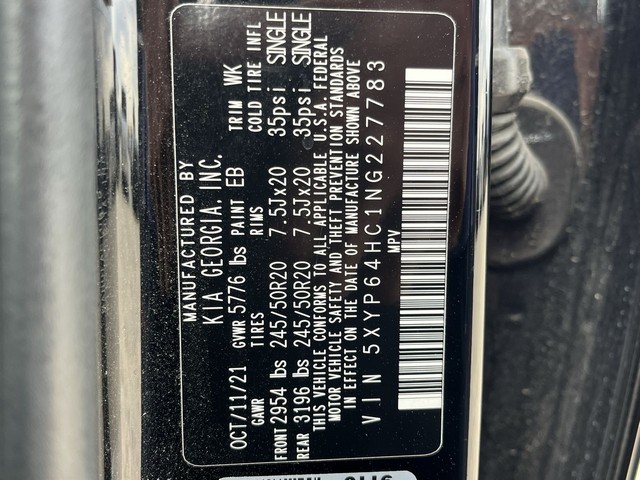 MANUFACTURED BY
KIA GEORGIA, INC.
OCT/11/21 GVWR 5776 lbs PAINT EB TRIM WK
GAWR TIRES RIMS COLD TIRE INFL
FRONT 2954 lbs 245/50R20 7.5Jx20 35psi SINGLE
REAR 3196 lbs 245/50R20 7.5Jx20 35psi SINGLE
THIS VEHICLE CONFORMS TO ALL APPLICABLE U.S.A. FEDERAL
MOTOR VEHICLE SAFETY AND THEFT PREVENTION STANDARDS
IN EFFECT ON THE DATE OF MANUFACTURE SHOWN ABOVE
VIN 5XYP64HC1NG227783
MPV